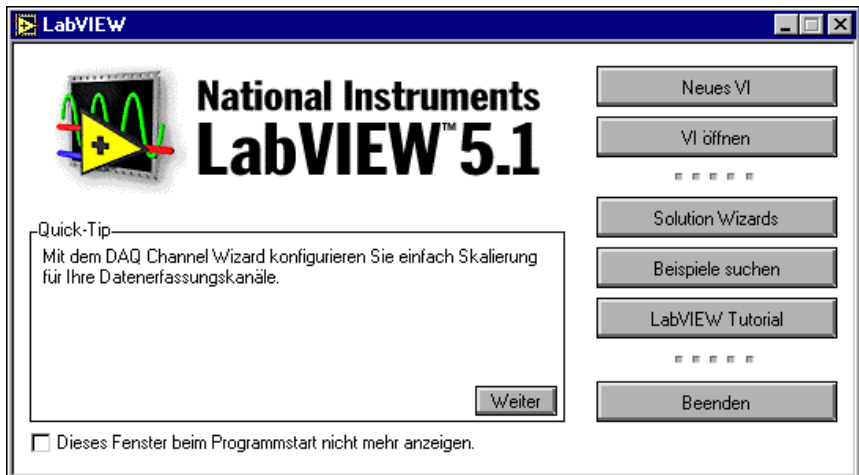 LabVIEW
National Instruments
LabVIEW™5.1
Neues VI
VI öffnen
Solution Wizards
Beispiele suchen
LabVIEW Tutorial
Beenden
Quick-Tip
Mit dem DAQ Channel Wizard konfigurieren Sie einfach Skalierung
für Ihre Datenerfassungskanäle.
Weiter
Dieses Fenster beim Programmstart nicht mehr anzeigen.